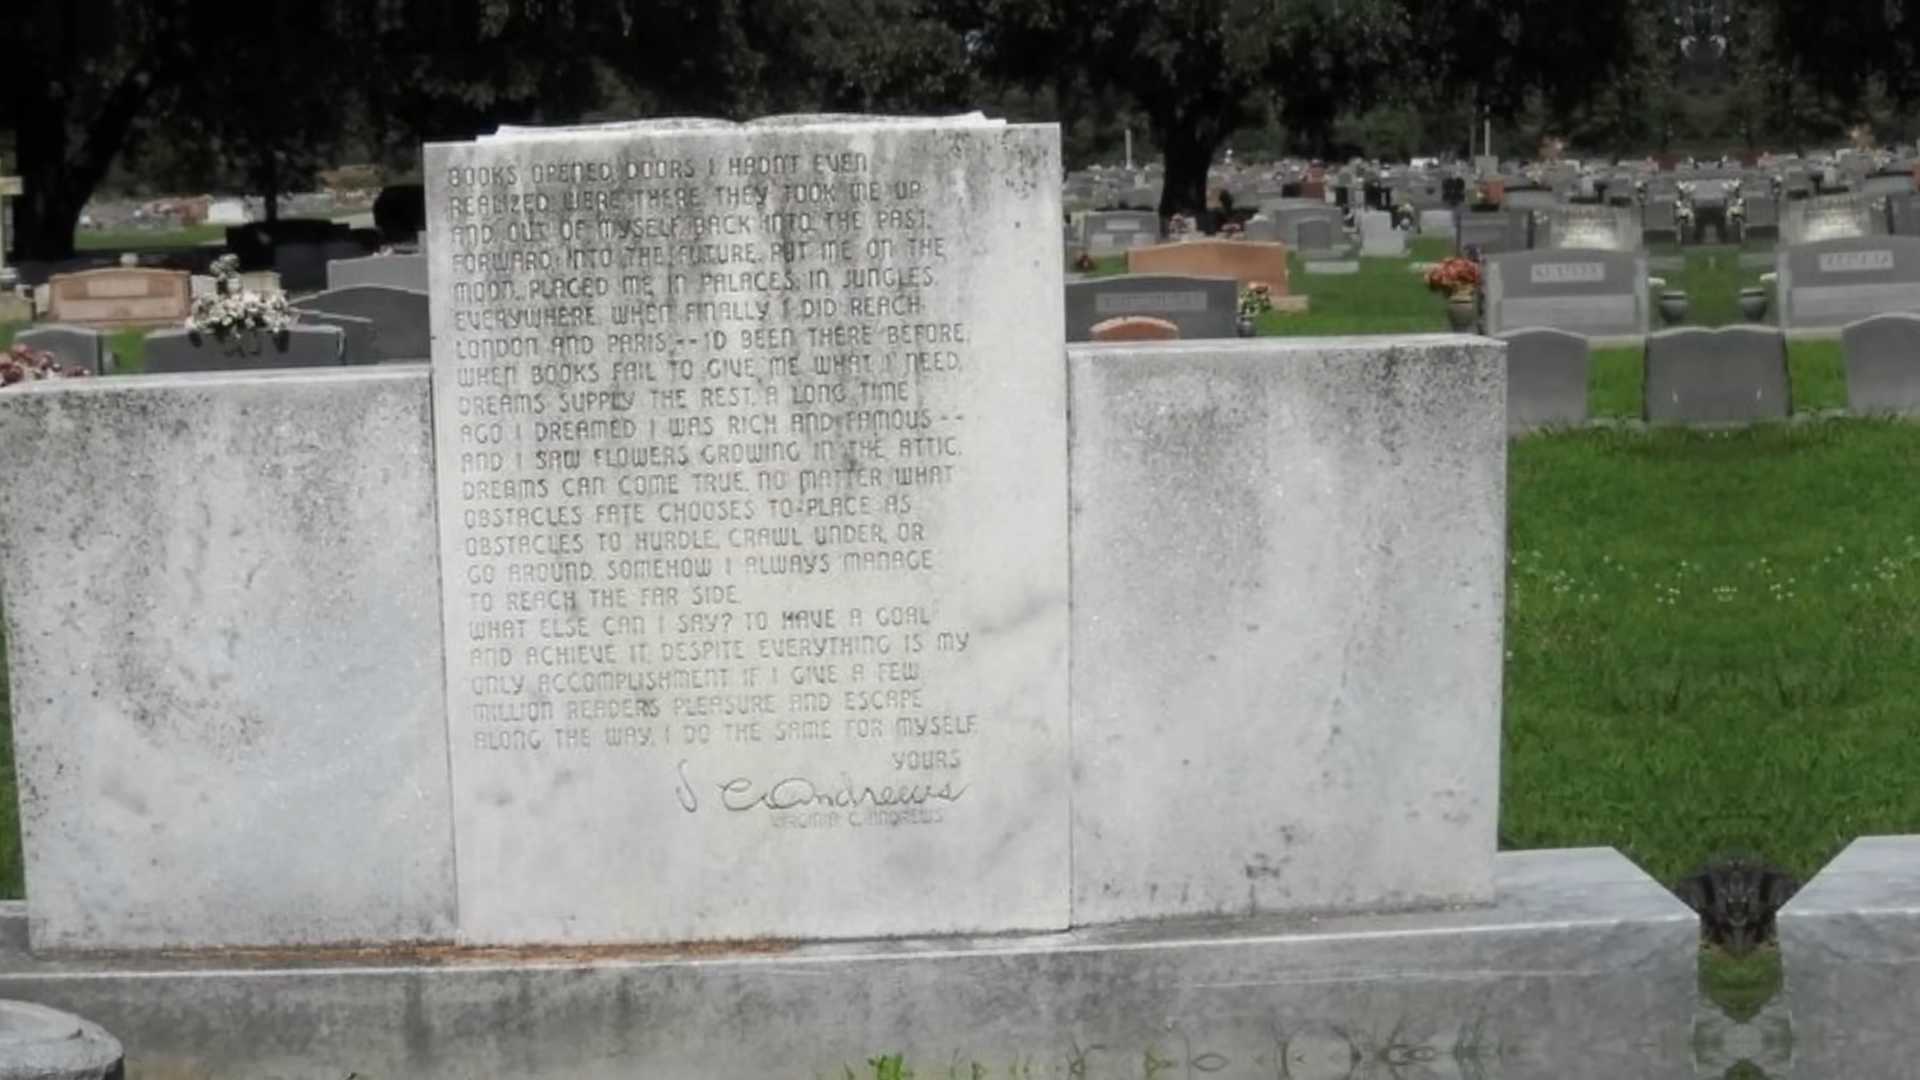 BOOKS OPENED DOORS I HADN'T EVEN
REALIZED WERE THERE. THEY TOOK ME UP
AND OUT OF MYSELF BACK INTO THE PAST,
FORWARD INTO THE FUTURE. PUT ME ON THE
MOON, PLACED ME IN PALACES, IN JUNGLES,
EVERYWHERE. WHEN FINALLY I DID REACH
LONDON AND PARIS -- I'D BEEN THERE BEFORE.
WHEN BOOKS FAIL TO GIVE ME WHAT I NEED,
DREAMS SUPPLY THE REST. A LONG TIME
AGO I DREAMED I WAS RICH AND FAMOUS --
AND I SAW FLOWERS GROWING IN THE ATTIC.
DREAMS CAN COME TRUE, NO MATTER WHAT
OBSTACLES FATE CHOOSES TO PLACE AS
OBSTACLES TO HURDLE, CRAWL UNDER, OR
GO AROUND. SOMEHOW I ALWAYS MANAGE
TO REACH THE FAR SIDE.
WHAT ELSE CAN I SAY? TO HAVE A GOAL
AND ACHIEVE IT, DESPITE EVERYTHING IS MY
ONLY ACCOMPLISHMENT IF I GIVE A FEW
MILLION READERS PLEASURE AND ESCAPE
ALONG THE WAY, I DO THE SAME FOR MYSELF.
YOURS
V C. Andrews
VIRGINIA C. ANDREWS